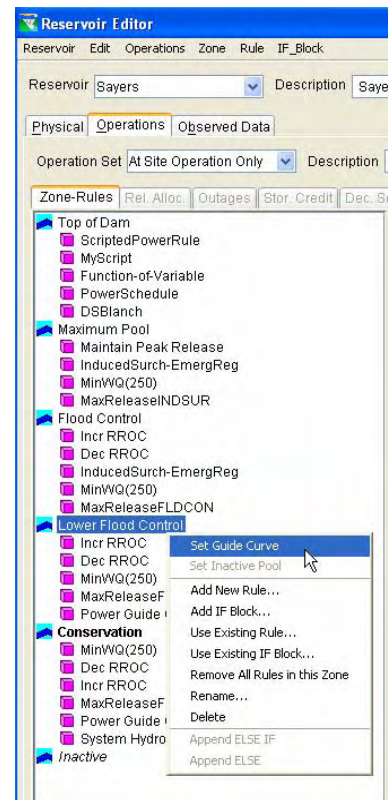 Reservoir Editor
Reservoir Edit Operations Zone Rule IF_Block
Reservoir Sayers Description Saye
Physical Operations Observed Data
Operation Set At Site Operation Only Description
Zone-Rules Rel. Alloc. Outages Stor. Credit Dec. S
Top of Dam
ScriptedPowerRule
MyScript
Function-of-Variable
PowerSchedule
DSBlanch
Maximum Pool
Maintain Peak Release
InducedSurch-EmergReg
MinWQ(250)
MaxReleaseINDSUR
Flood Control
Incr RROC
Dec RROC
InducedSurch-EmergReg
MinWQ(250)
MaxReleaseFLDCON
Lower Flood Control
Incr RROC
Dec RROC
MinWQ(250)
MaxReleaseF
Power Guide
Conservation
MinWQ(250)
Dec RROC
Incr RROC
MaxReleaseF
Power Guide
System Hydro
Inactive
Set Guide Curve
Set Inactive Pool
Add New Rule...
Add IF Block...
Use Existing Rule...
Use Existing IF Block...
Remove All Rules in this Zone
Rename...
Delete
Append ELSE IF
Append ELSE